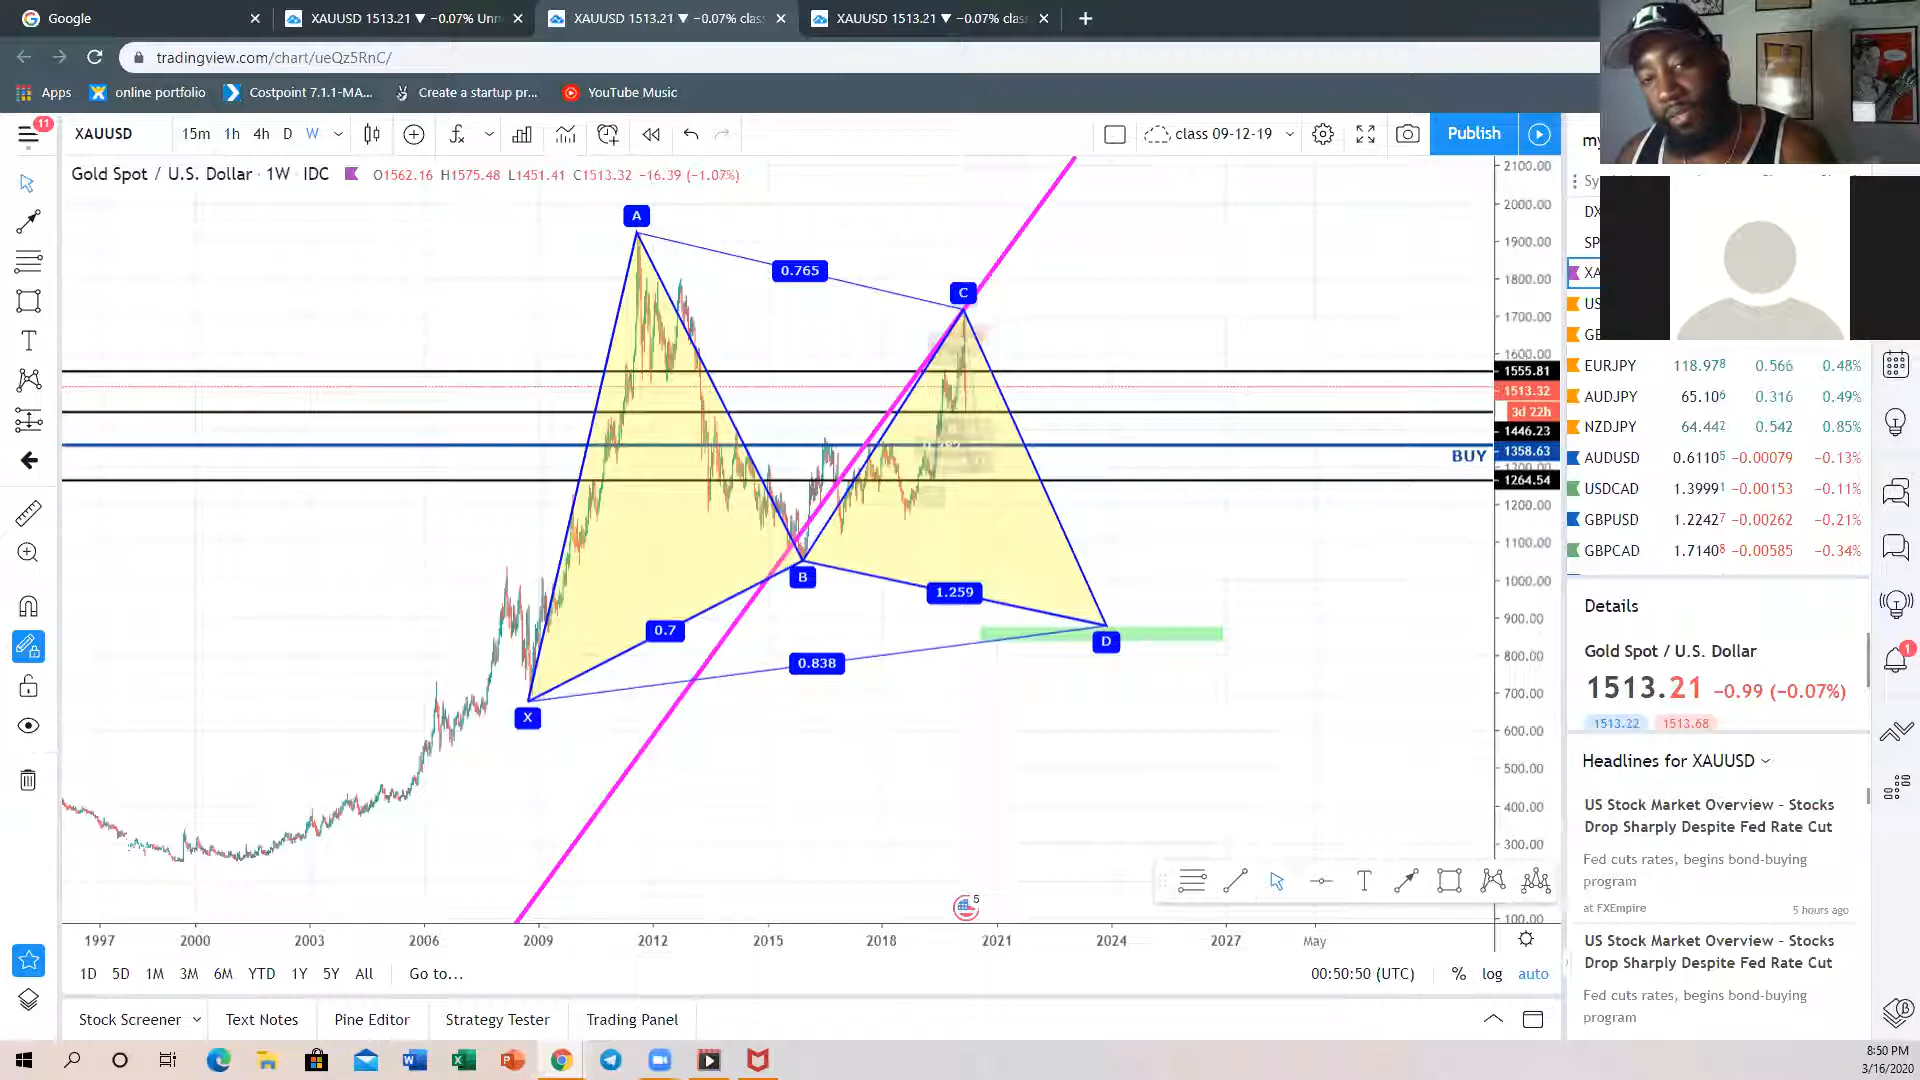 Google
XAUUSD 1513.21 ▼ −0.07% Unn
XAUUSD 1513.21 ▼ −0.07% clas
XAUUSD 1513.21 ▼ −0.07% clas
tradingview.com/chart/ueQz5RnC/
Apps
online portfolio
Costpoint 7.1.1-MA...
Create a startup pr...
YouTube Music
11
XAUUSD
15m 1h 4h D W
class 09-12-19
Publish
my
Gold Spot / U.S. Dollar · 1W · IDC
O1562.16 H1575.48 L1451.41 C1513.32 −16.39 (−1.07%)
A
0.765
C
B
1.259
0.7
0.838
D
X
BUY
2100.00
2000.00
1900.00
1800.00
1700.00
1600.00
1555.81
1513.32
3d 22h
1446.23
1358.63
1300.00
1264.54
1200.00
1100.00
1000.00
900.00
800.00
700.00
600.00
500.00
400.00
300.00
100.00
5
1997 2000 2003 2006 2009 2012 2015 2018 2021 2024 2027 May
1D 5D 1M 3M 6M YTD 1Y 5Y All Go to...
00:50:50 (UTC) % log auto
Stock Screener
Text Notes
Pine Editor
Strategy Tester
Trading Panel
Sy
DX
SP
XA
US
GE
EURJPY 118.978 0.566 0.48%
AUDJPY 65.106 0.316 0.49%
NZDJPY 64.442 0.542 0.85%
AUDUSD 0.61105 −0.00079 −0.13%
USDCAD 1.39991 −0.00153 −0.11%
GBPUSD 1.22427 −0.00262 −0.21%
GBPCAD 1.71408 −0.00585 −0.34%
Details
Gold Spot / U.S. Dollar
1513.21 −0.99 (−0.07%)
1513.22 1513.68
1
Headlines for XAUUSD
US Stock Market Overview - Stocks
Drop Sharply Despite Fed Rate Cut
Fed cuts rates, begins bond-buying
program
at FXEmpire 5 hours ago
US Stock Market Overview - Stocks
Drop Sharply Despite Fed Rate Cut
Fed cuts rates, begins bond-buying
program
8:50 PM
3/16/2020